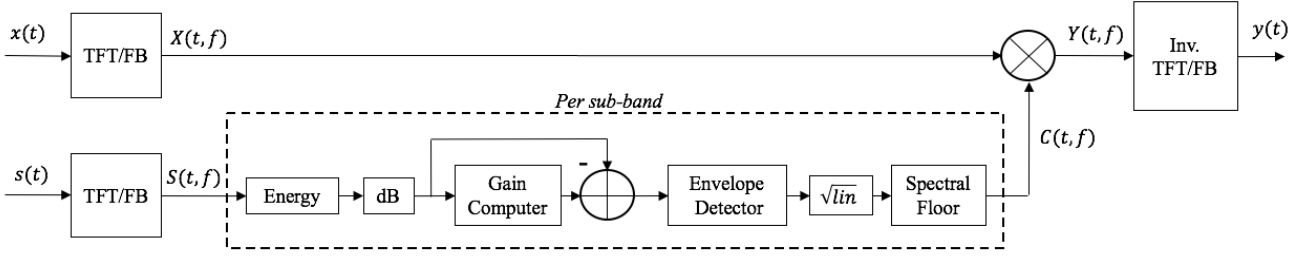 x(t)
TFT/FB
X(t, f)
Y(t, f)
Inv.
TFT/FB
y(t)
Per sub-band
C(t, f)
s(t)
TFT/FB
S(t, f)
Energy
dB
Gain
Computer
-
Envelope
Detector
√lin
Spectral
Floor